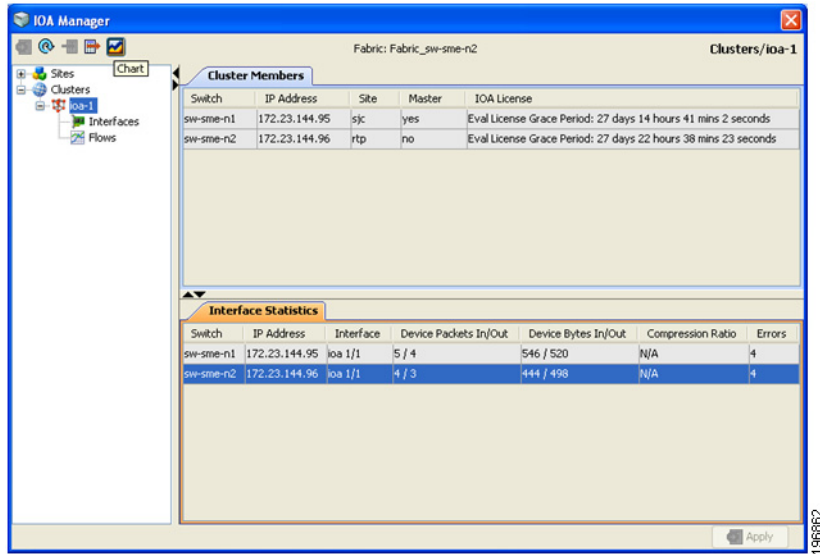 IOA Manager
Fabric: Fabric_sw-sme-n2
Clusters/ioa-1
Chart
Sites
Clusters
ioa-1
Interfaces
Flows
Cluster Members
Switch IP Address Site Master IOA License
sw-sme-n1 172.23.144.95 sjc yes Eval License Grace Period: 27 days 14 hours 41 mins 2 seconds
sw-sme-n2 172.23.144.96 rtp no Eval License Grace Period: 27 days 22 hours 38 mins 23 seconds
Interface Statistics
Switch IP Address Interface Device Packets In/Out Device Bytes In/Out Compression Ratio Errors
sw-sme-n1 172.23.144.95 ioa 1/1 5 / 4 546 / 520 N/A 4
sw-sme-n2 172.23.144.96 ioa 1/1 4 / 3 444 / 498 N/A 4
Apply
196862